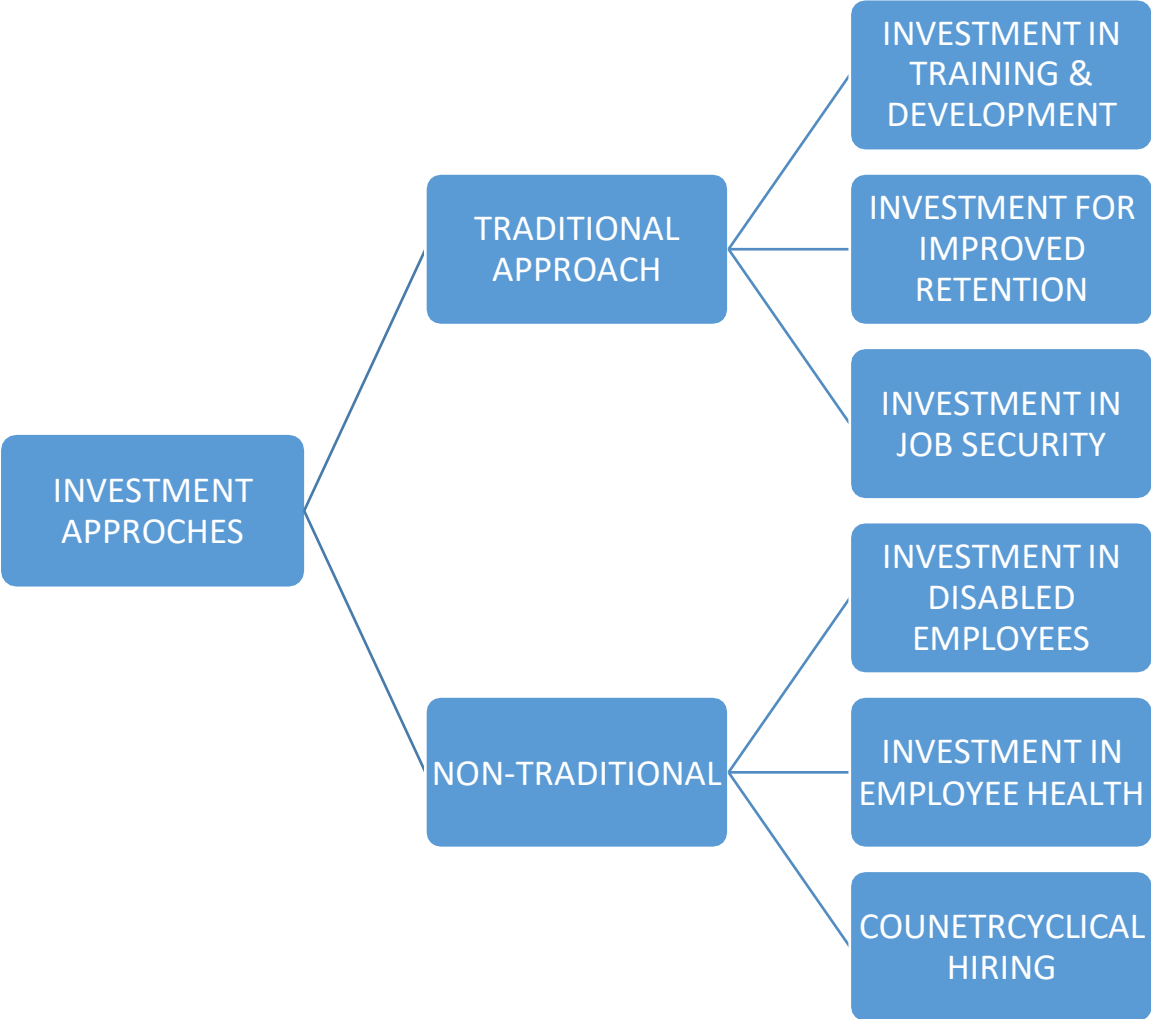 INVESTMENT
APPROCHES
TRADITIONAL
APPROACH
INVESTMENT IN
TRAINING &
DEVELOPMENT
INVESTMENT FOR
IMPROVED
RETENTION
INVESTMENT IN
JOB SECURITY
NON-TRADITIONAL
INVESTMENT IN
DISABLED
EMPLOYEES
INVESTMENT IN
EMPLOYEE HEALTH
COUNETRCYCLICAL
HIRING